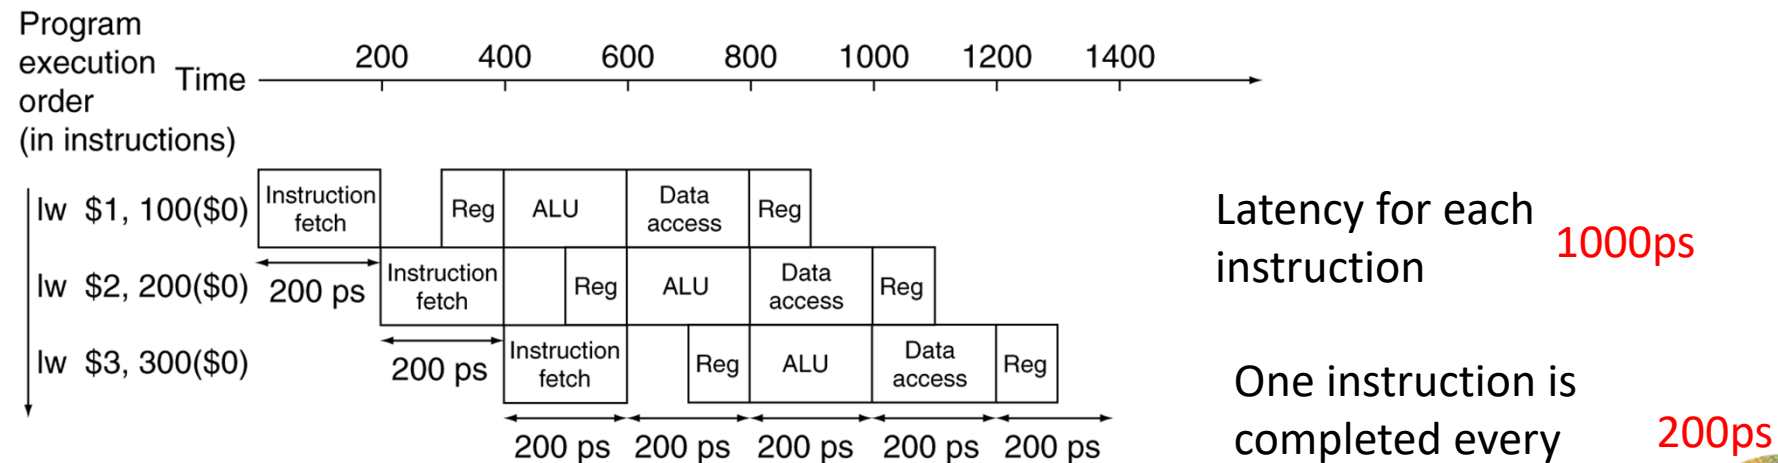 Program
execution
order
(in instructions)
Time
200 400 600 800 1000 1200 1400
lw $1, 100($0)
Instruction
fetch
Reg
ALU
Data
access
Reg
200 ps
lw $2, 200($0)
Instruction
fetch
Reg
ALU
Data
access
Reg
200 ps
lw $3, 300($0)
Instruction
fetch
Reg
ALU
Data
access
Reg
200 ps 200 ps 200 ps 200 ps 200 ps
Latency for each
instruction
1000ps
One instruction is
completed every
200ps